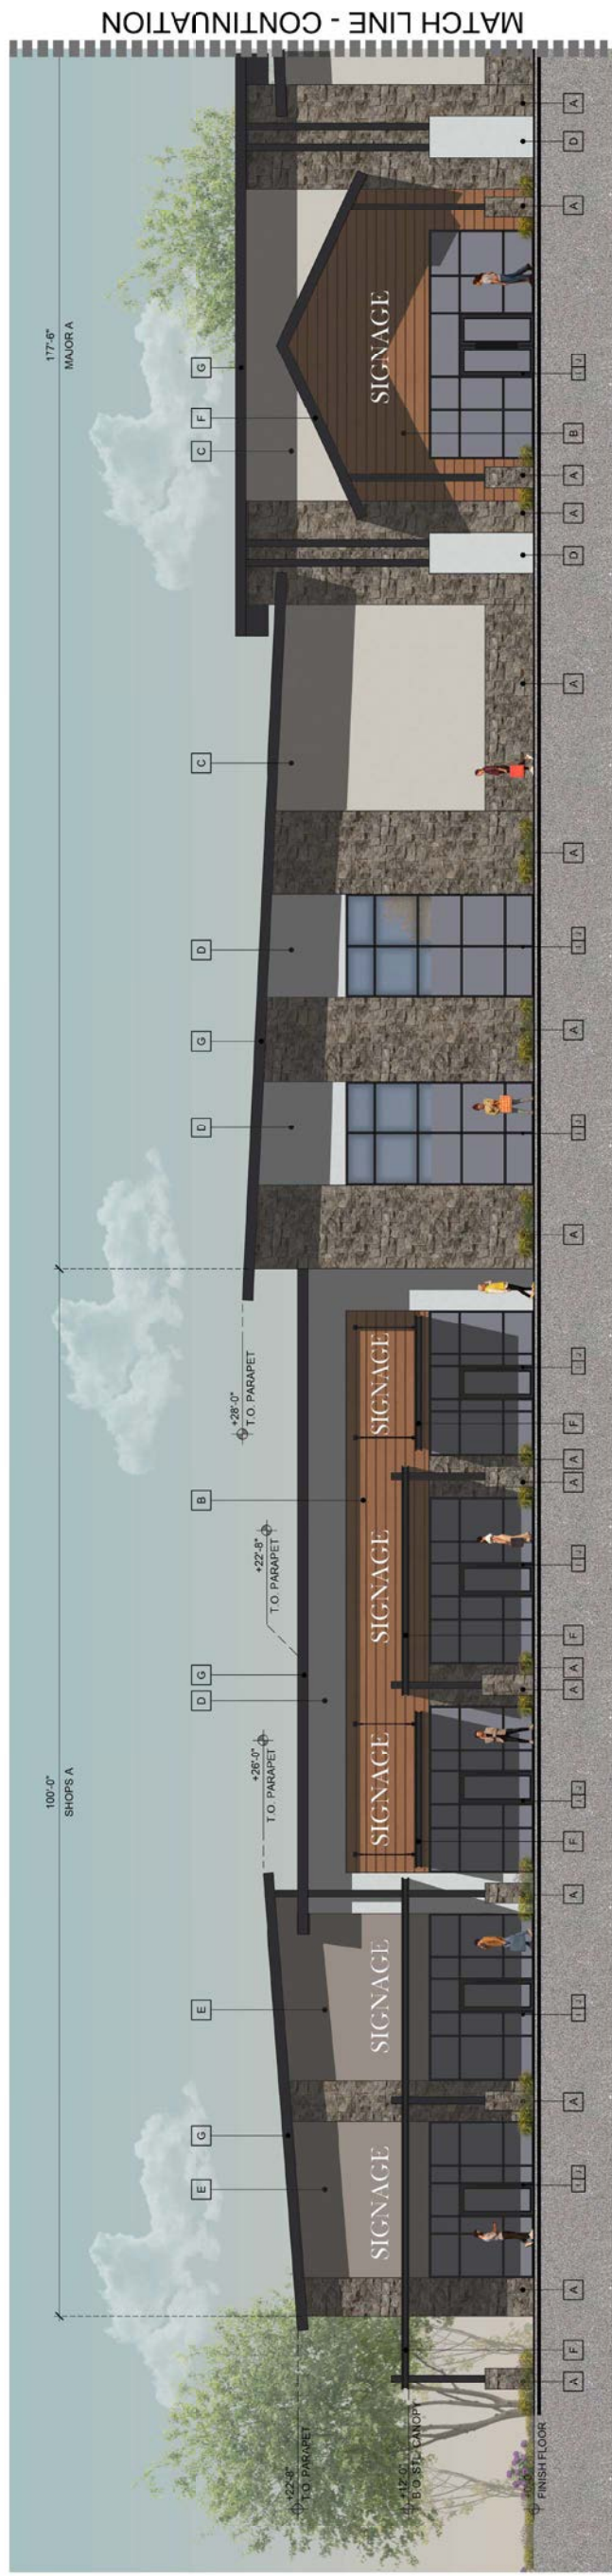 MATCH LINE - CONTINUATION
100'-0"
SHOPS A
177'-6"
MAJOR A
E
G
E
D
G
B
D
G
D
C
C
F
G
+22'-8"
T.O. PARAPET
+26'-0"
T.O. PARAPET
+22'-8"
T.O. PARAPET
+28'-0"
T.O. PARAPET
SIGNAGE
SIGNAGE
SIGNAGE
SIGNAGE
SIGNAGE
SIGNAGE
+12'-0"
B.O. STL. CANOPY
FINISH FLOOR
A
F
A
I J
A
I J
A
F
I J
A
A
F
I J
A
A
F
I J
A
I J
A
I J
A
A
D
A
A
B
I J
A
D
A